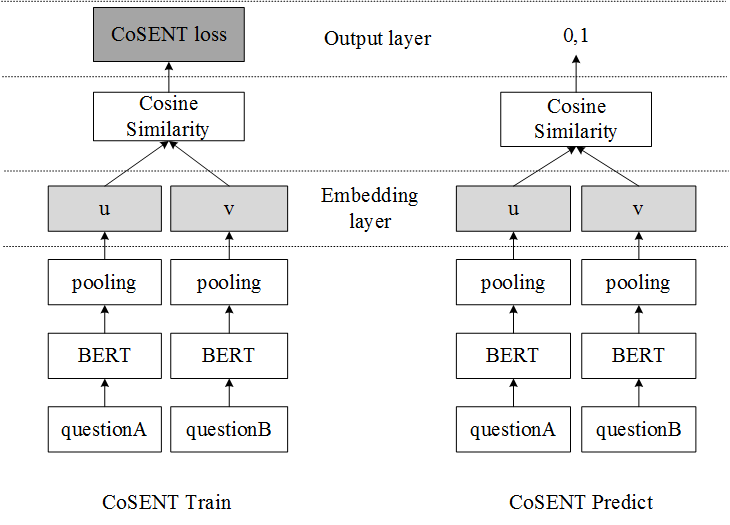 CoSENT loss
Output layer
0,1
Cosine
Similarity
Cosine
Similarity
u
v
Embedding
layer
u
v
pooling
pooling
pooling
pooling
BERT
BERT
BERT
BERT
questionA
questionB
questionA
questionB
CoSENT Train
CoSENT Predict